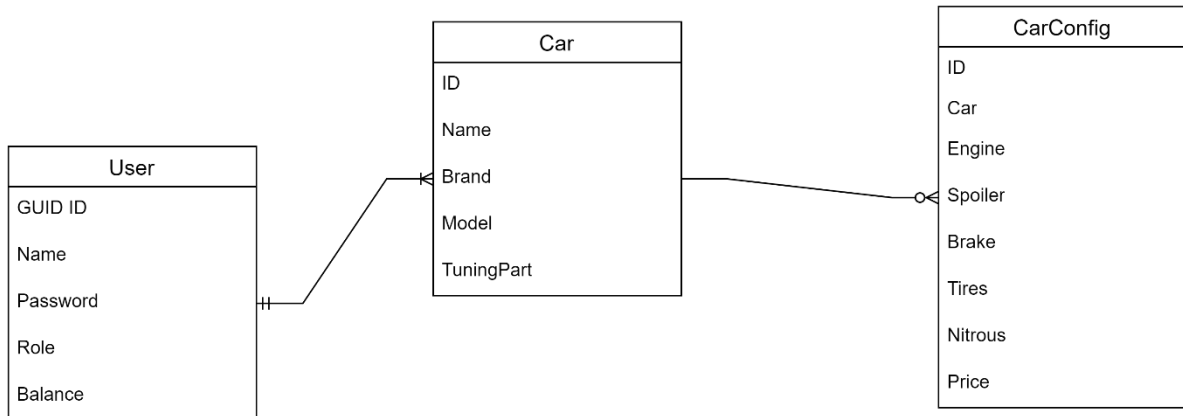 User
GUID ID
Name
Password
Role
Balance
Car
ID
Name
Brand
Model
TuningPart
CarConfig
ID
Car
Engine
Spoiler
Brake
Tires
Nitrous
Price